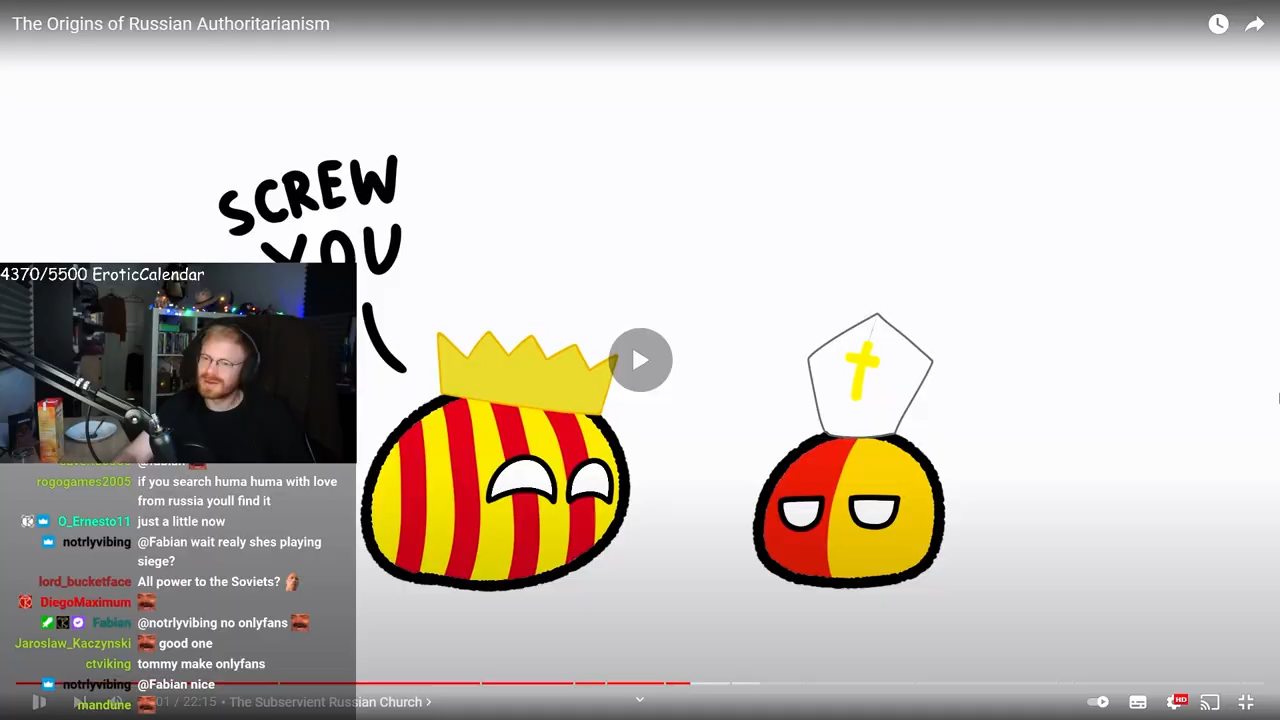 The Origins of Russian Authoritarianism
SCREW
YOU
4370/5500 EroticCalendar
rogogames2005 if you search huma huma with love
from russia youll find it
O_Ernesto11 just a little now
notrlyvibing @Fabian wait realy shes playing
siege?
lord_bucketface All power to the Soviets?
DiegoMaximum
Fabian @notrlyvibing no onlyfans
Jaroslaw_Kaczynski good one
ctviking tommy make onlyfans
notrlyvibing @Fabian nice
mandune
01 / 22:15 • The Subservient Russian Church
HD